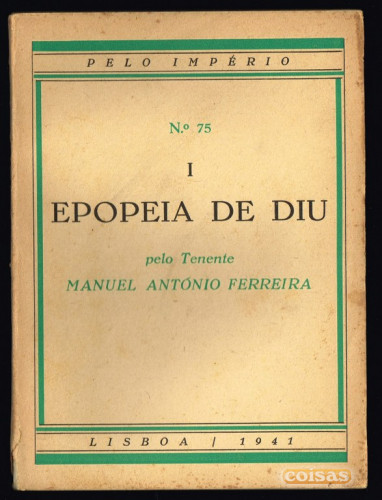 PELO IMPÉRIO
N.º 75
I
EPOPEIA DE DIU
pelo Tenente
MANUEL ANTÓNIO FERREIRA
LISBOA / 1941
coisas